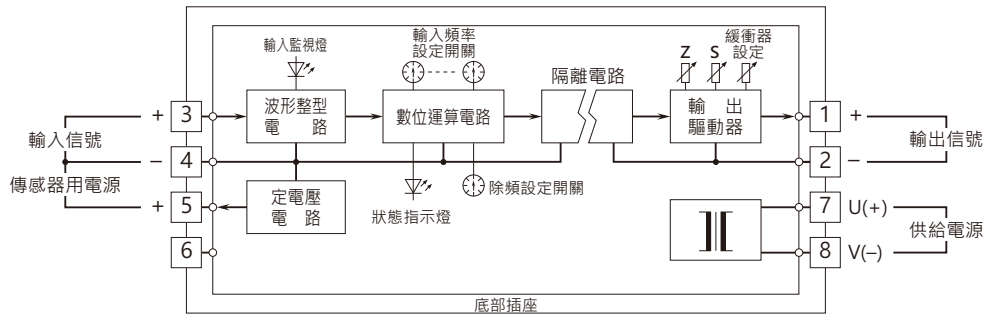 輸入監視燈
輸入頻率
設定開關
緩衝器
設定
Z
S
隔離電路
+
3
波形整型
電 路
數位運算電路
輸 出
驅動器
1
+
輸入信號
輸出信號
–
4
2
–
傳感器用電源
+
5
定電壓
電 路
狀態指示燈
除頻設定開關
7
U(+)
供給電源
6
8
V(–)
底部插座